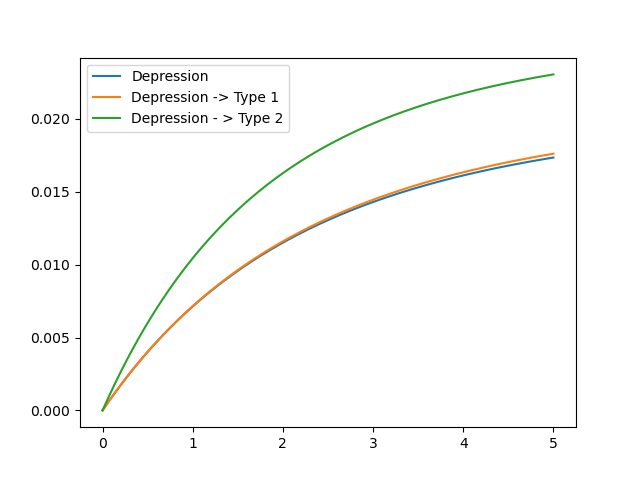 Depression
Depression -> Type 1
Depression - > Type 2
0.020
0.015
0.010
0.005
0.000
0 1 2 3 4 5